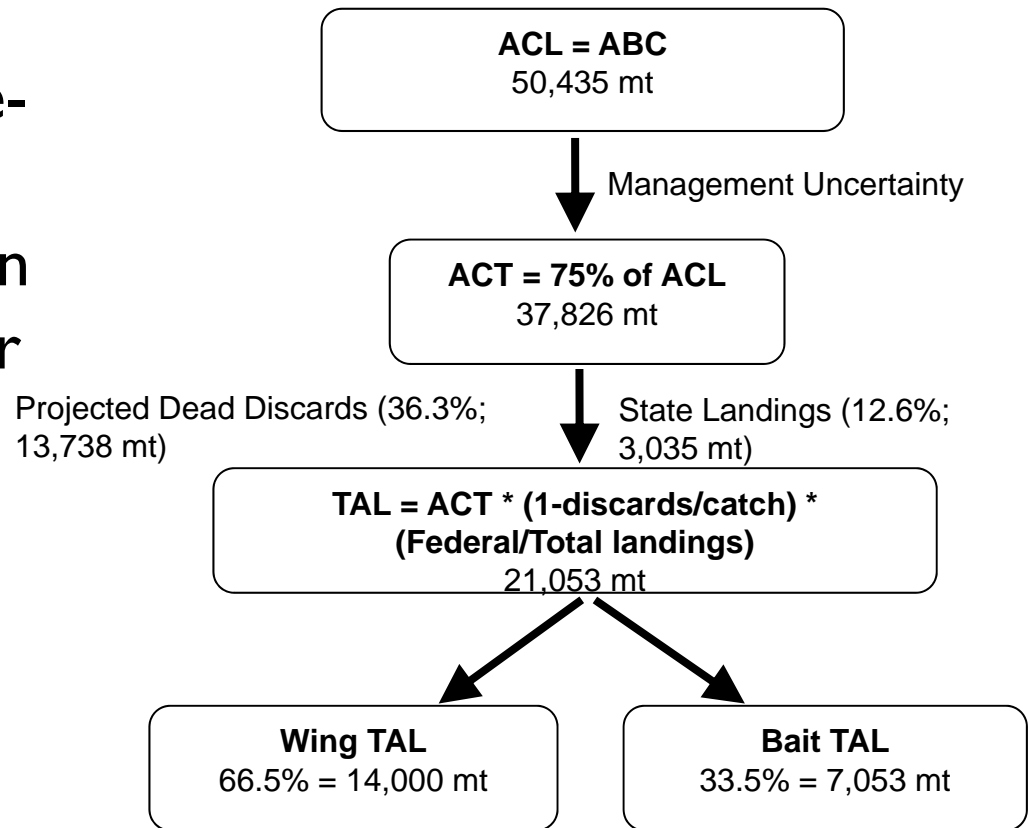 e-
n
r
ACL = ABC
50,435 mt
Management Uncertainty
ACT = 75% of ACL
37,826 mt
Projected Dead Discards (36.3%;
13,738 mt)
State Landings (12.6%;
3,035 mt)
TAL = ACT * (1-discards/catch) *
(Federal/Total landings)
21,053 mt
Wing TAL
66.5% = 14,000 mt
Bait TAL
33.5% = 7,053 mt